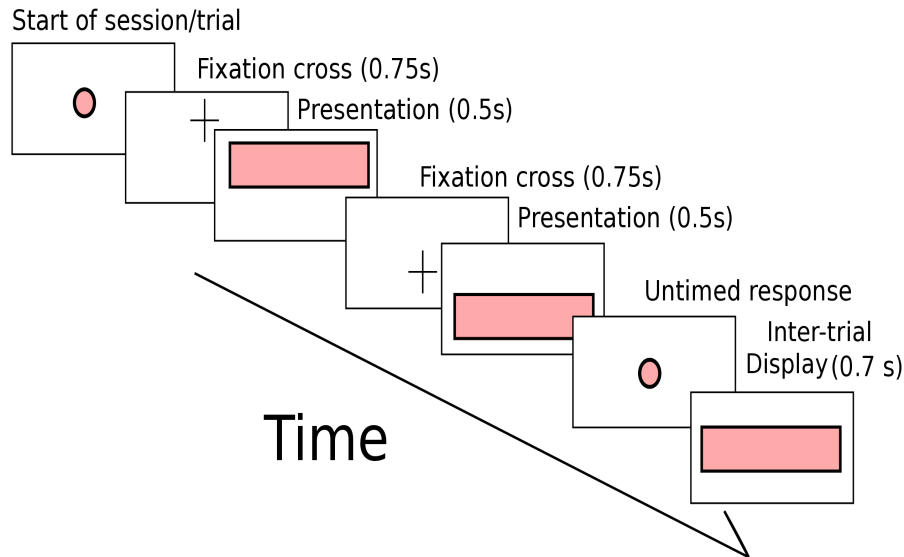 Start of session/trial
Fixation cross (0.75s)
Presentation (0.5s)
Fixation cross (0.75s)
Presentation (0.5s)
Untimed response
Inter-trial
Display (0.7 s)
Time